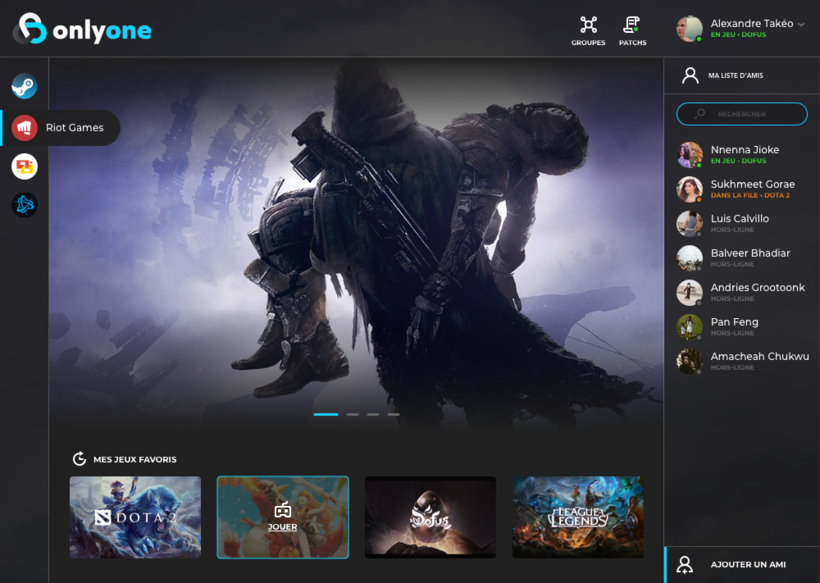 onlyone
GROUPES
PATCHS
Alexandre Takéo
EN JEU • DOFUS
Riot Games
MA LISTE D'AMIS
RECHERCHER
Nnenna Jioke
EN JEU • DOFUS
Sukhmeet Gorae
DANS LA FILE • DOTA 2
Luis Calvillo
HORS-LIGNE
Balveer Bhadiar
HORS-LIGNE
Andries Grootoonk
HORS-LIGNE
Pan Feng
HORS-LIGNE
Amacheah Chukwu
HORS-LIGNE
MES JEUX FAVORIS
DOTA 2
JOUER
DOFUS
LEAGUE OF
LEGENDS
AJOUTER UN AMI